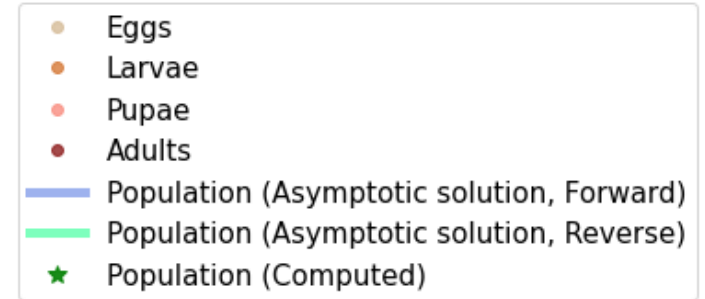 Eggs
Larvae
Pupae
Adults
Population (Asymptotic solution, Forward)
Population (Asymptotic solution, Reverse)
Population (Computed)